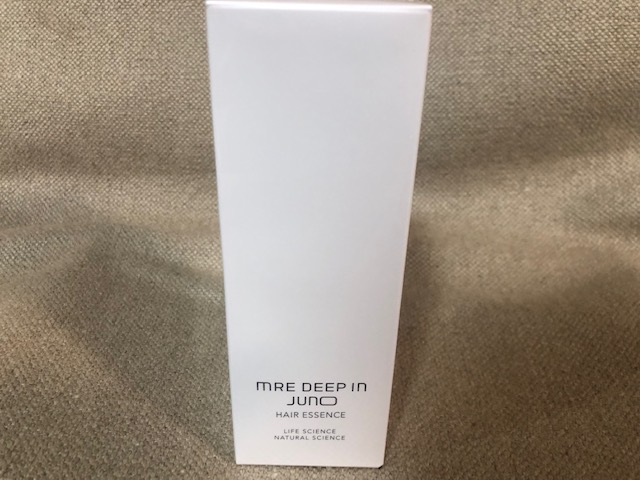 MRE DEEP IN
JUNO
HAIR ESSENCE
LIFE SCIENCE
NATURAL SCIENCE